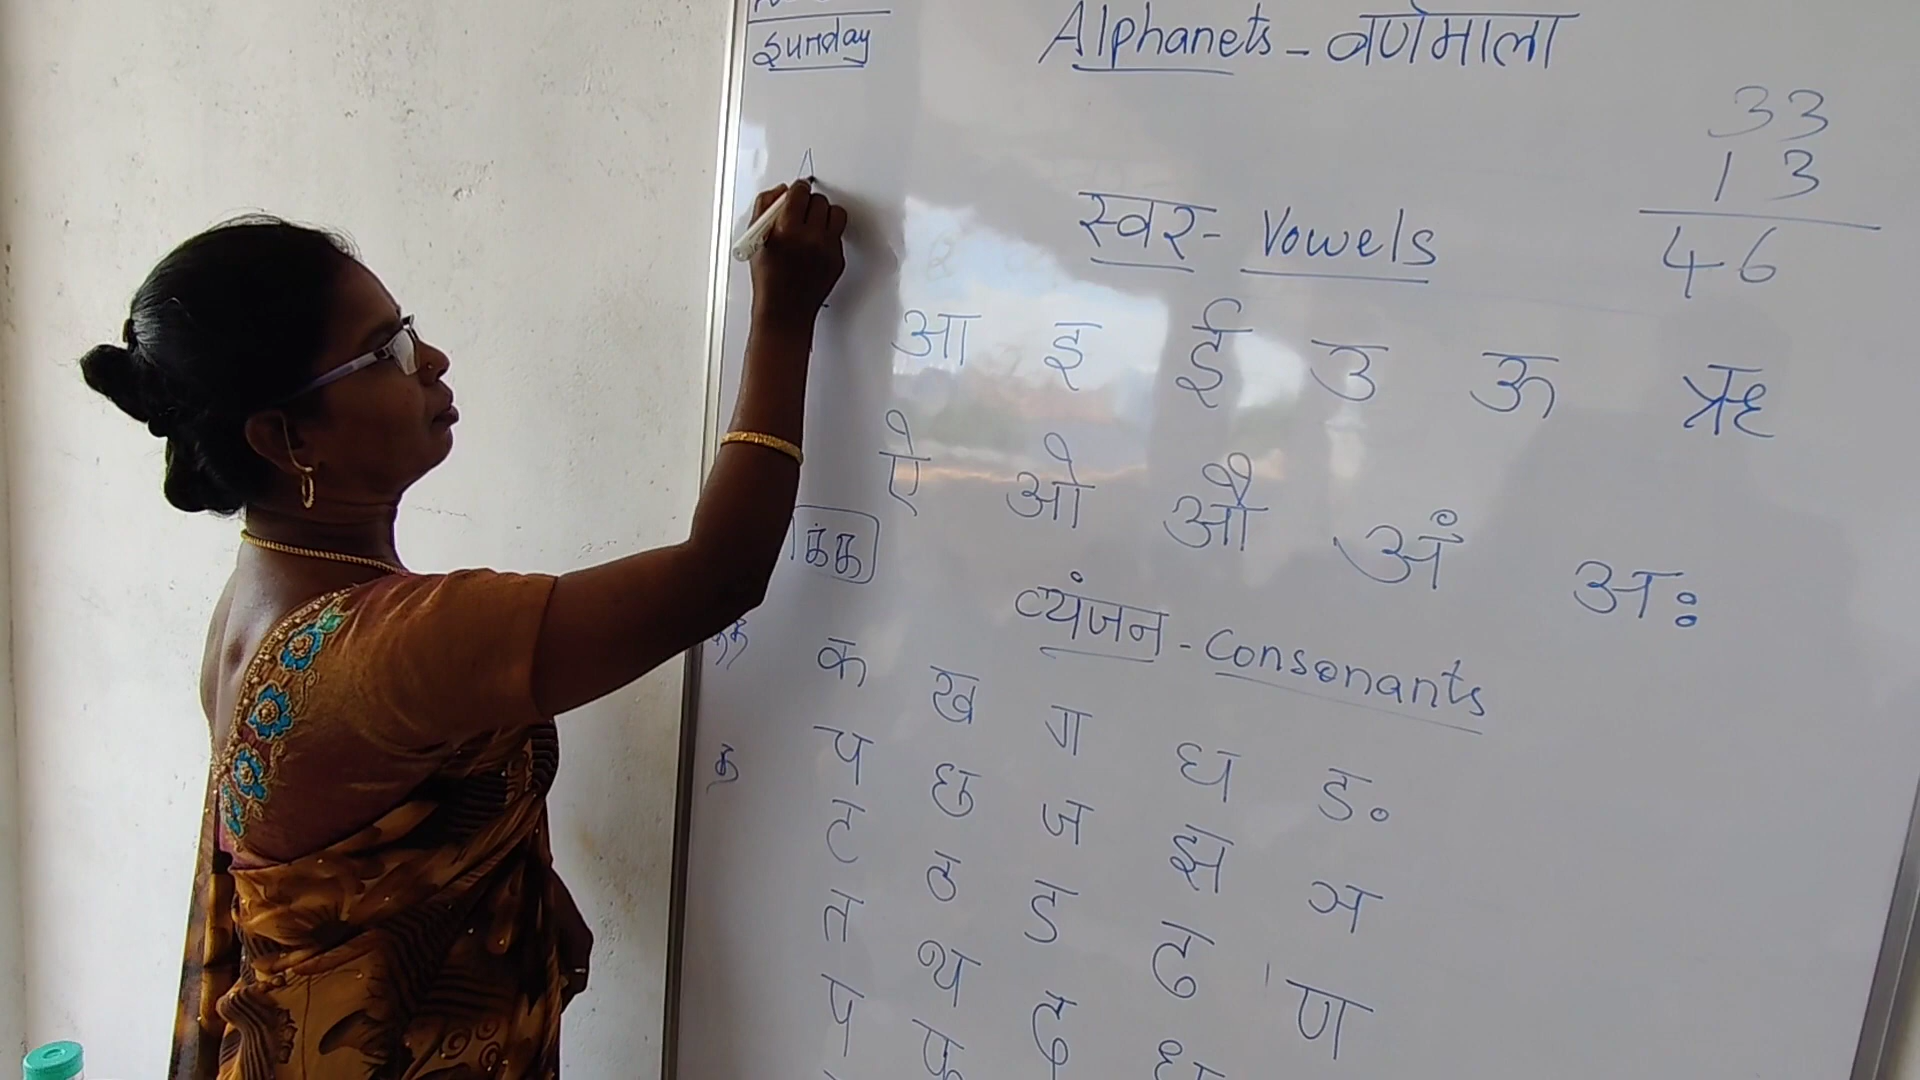 Sunday
Alphanets - वर्णमाला
33
13
46
स्वर - Vowels
आ इ ई उ ऊ ऋ
ऐ ओ औ अं अः
व्यंजन - Consonants
क ख ग घ ङ
च छ ज झ ञ
ट ठ ड ढ ण
त थ द ध
प फ